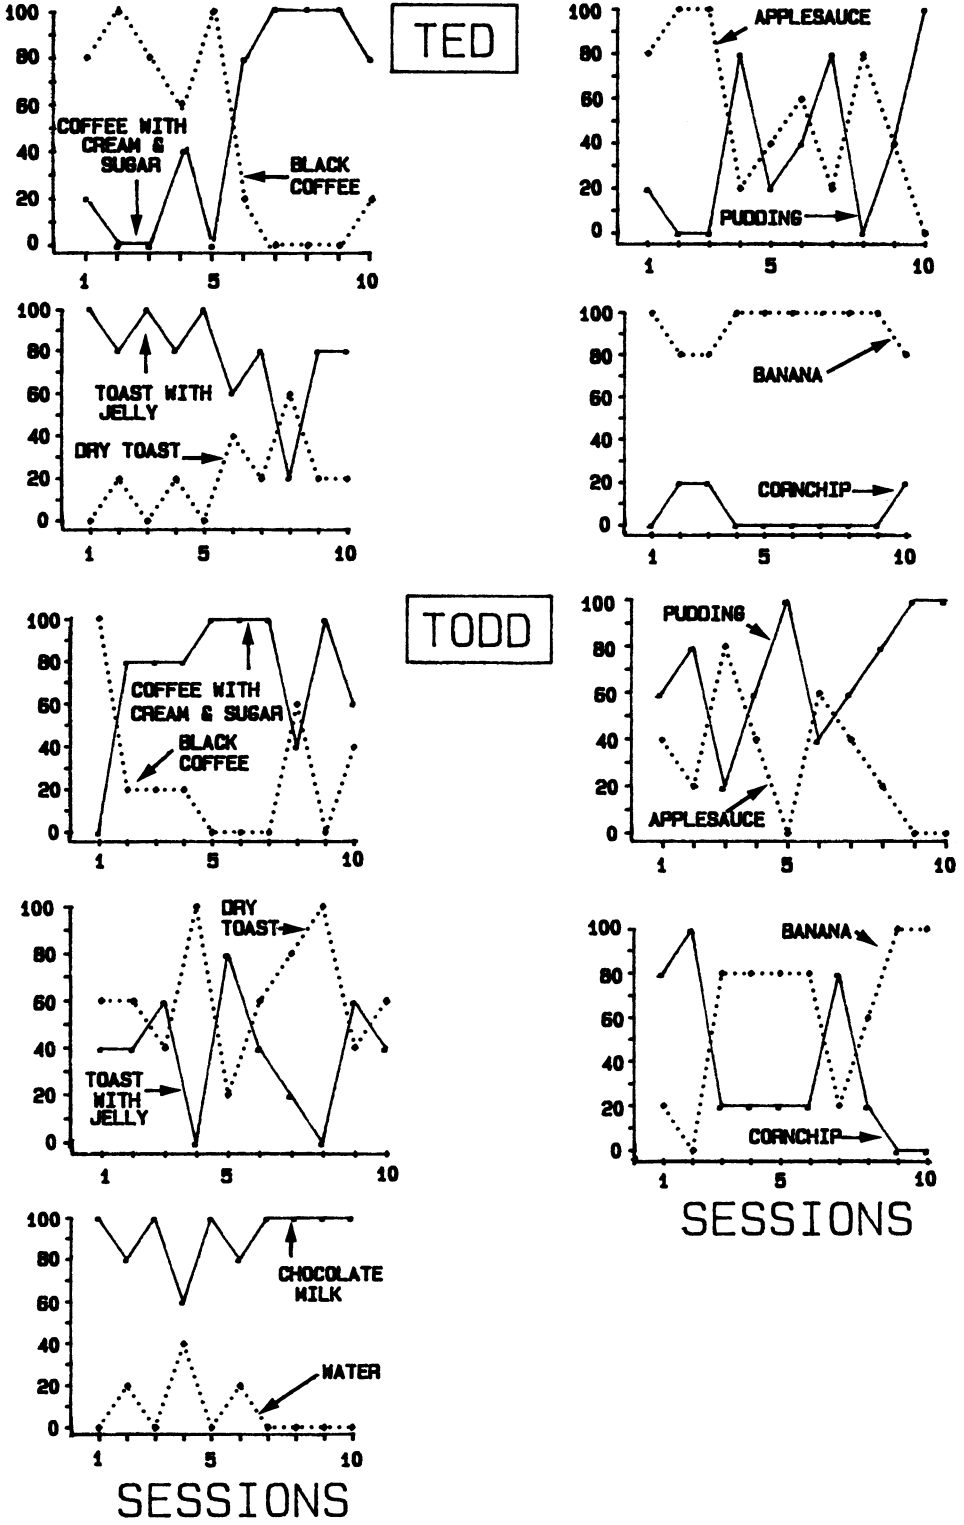 TED
100
80
60
40
20
0
COFFEE WITH
CREAM &
SUGAR
BLACK
COFFEE
1
5
10
100
80
60
40
20
0
APPLESAUCE
PUDDING
1
5
10
100
80
60
40
20
0
TOAST WITH
JELLY
DRY TOAST
1
5
10
100
80
60
40
20
0
BANANA
CORNCHIP
1
5
10
TODD
100
80
60
40
20
0
COFFEE WITH
CREAM & SUGAR
BLACK
COFFEE
1
5
10
100
80
60
40
20
0
PUDDING
APPLESAUCE
1
5
10
100
80
60
40
20
0
DRY
TOAST
TOAST
WITH
JELLY
1
5
10
100
80
60
40
20
0
BANANA
CORNCHIP
1
5
10
SESSIONS
100
80
60
40
20
0
CHOCOLATE
MILK
WATER
1
5
10
SESSIONS